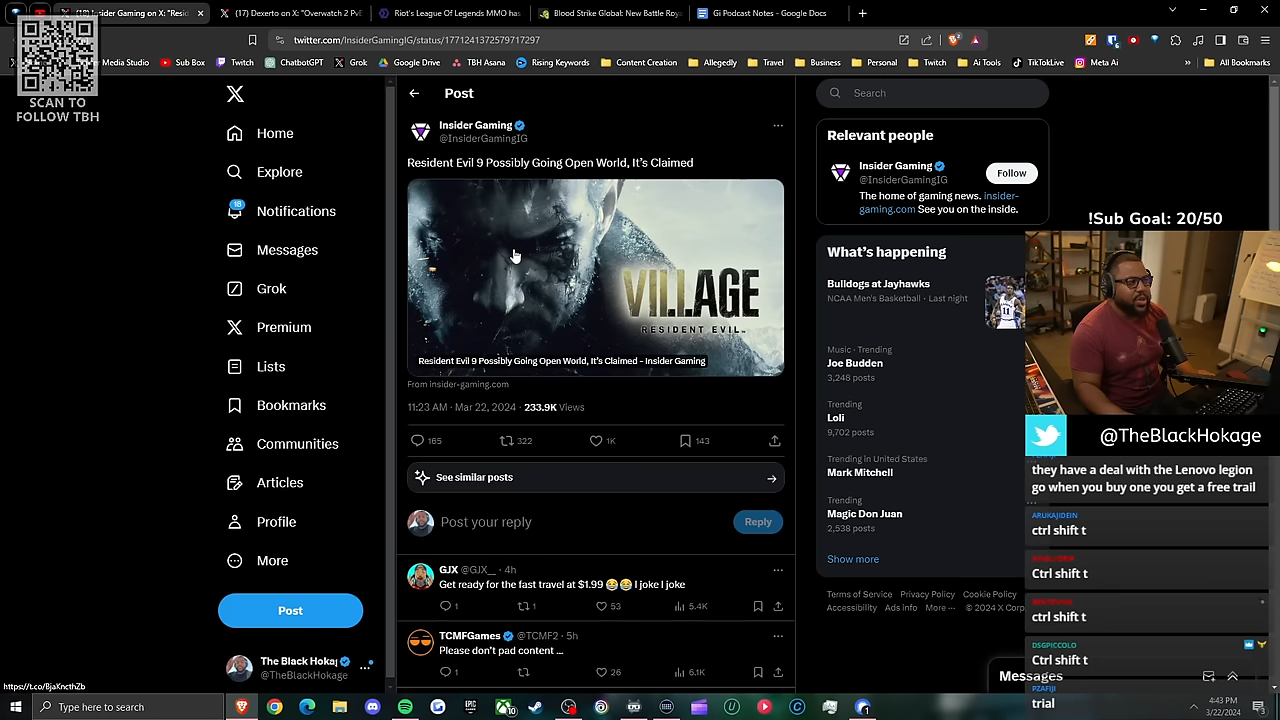 (18) Insider Gaming on X: "Resid
(17) Dexerto on X: "Overwatch 2 PvE
Riot's League Of Legends MMO has
Blood Strike Global: New Battle Roy
Gi Podcast Notes - Google Docs
twitter.com/InsiderGamingIG/status/1771241372579717297
Media Studio
Sub Box
Twitch
ChatbotGPT
Grok
Google Drive
TBH Asana
Rising Keywords
Content Creation
Allegedly
Travel
Business
Personal
Twitch
Ai Tools
TikTokLive
Meta Ai
»
All Bookmarks
SCAN TO
FOLLOW TBH
Home
Explore
18
Notifications
Messages
Grok
Premium
Lists
Bookmarks
Communities
Articles
Profile
More
Post
The Black Hokag
@TheBlackHokage
https://t.co/BjaKncthZb
Post
Insider Gaming
@InsiderGamingIG
Resident Evil 9 Possibly Going Open World, It's Claimed
VILLAGE
RESIDENT EVIL
Resident Evil 9 Possibly Going Open World, It's Claimed - Insider Gaming
From insider-gaming.com
11:23 AM · Mar 22, 2024 · 233.9K Views
165
322
1K
143
See similar posts
Post your reply
Reply
GJX @GJX__ · 4h
Get ready for the fast travel at $1.99 😂😂 I joke I joke
1
1
53
5.4K
TCMFGames @TCMF2 · 5h
Please don't pad content ...
1
26
6.1K
Search
Relevant people
Insider Gaming
@InsiderGamingIG
Follow
The home of gaming news. insider-
gaming.com See you on the inside.
What's happening
Bulldogs at Jayhawks
NCAA Men's Basketball · Last night
Music · Trending
Joe Budden
3,248 posts
Trending
Loli
9,702 posts
Trending in United States
Mark Mitchell
Trending
Magic Don Juan
2,538 posts
Show more
Terms of Service Privacy Policy Cookie Policy
Accessibility Ads info More ··· © 2024 X Corp
Messages
!Sub Goal: 20/50
@TheBlackHokage
they have a deal with the Lenovo legion
go when you buy one you get a free trail
ARUKAJIDEIN
ctrl shift t
Ctrl shift t
ctrl shift t
DSGPICCOLO
Ctrl shift t
PZAFIJI
trial
Type here to search
4:43 PM
3/22/2024